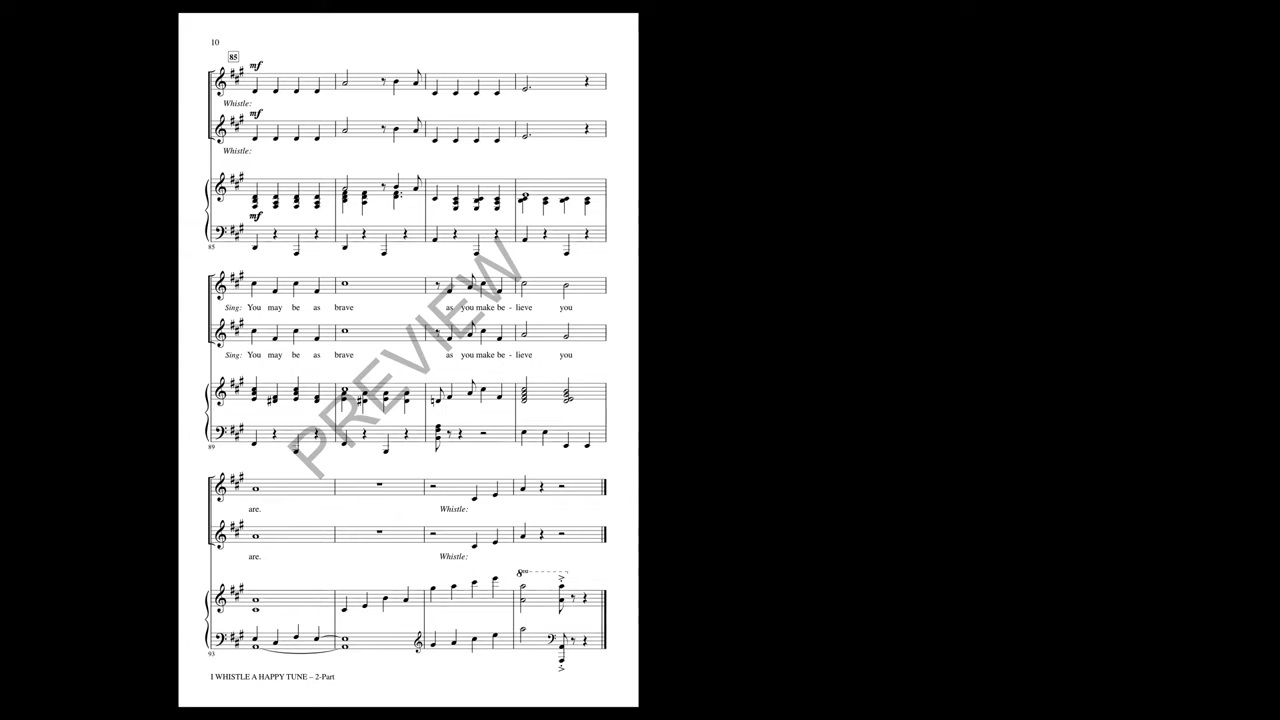 10
85
mf
Whistle:
mf
Whistle:
mf
85
Sing: You may be as brave as you make be - lieve you
Sing: You may be as brave as you make be - lieve you
89
PREVIEW
are. Whistle:
are. Whistle:
8va
93
I WHISTLE A HAPPY TUNE – 2-Part